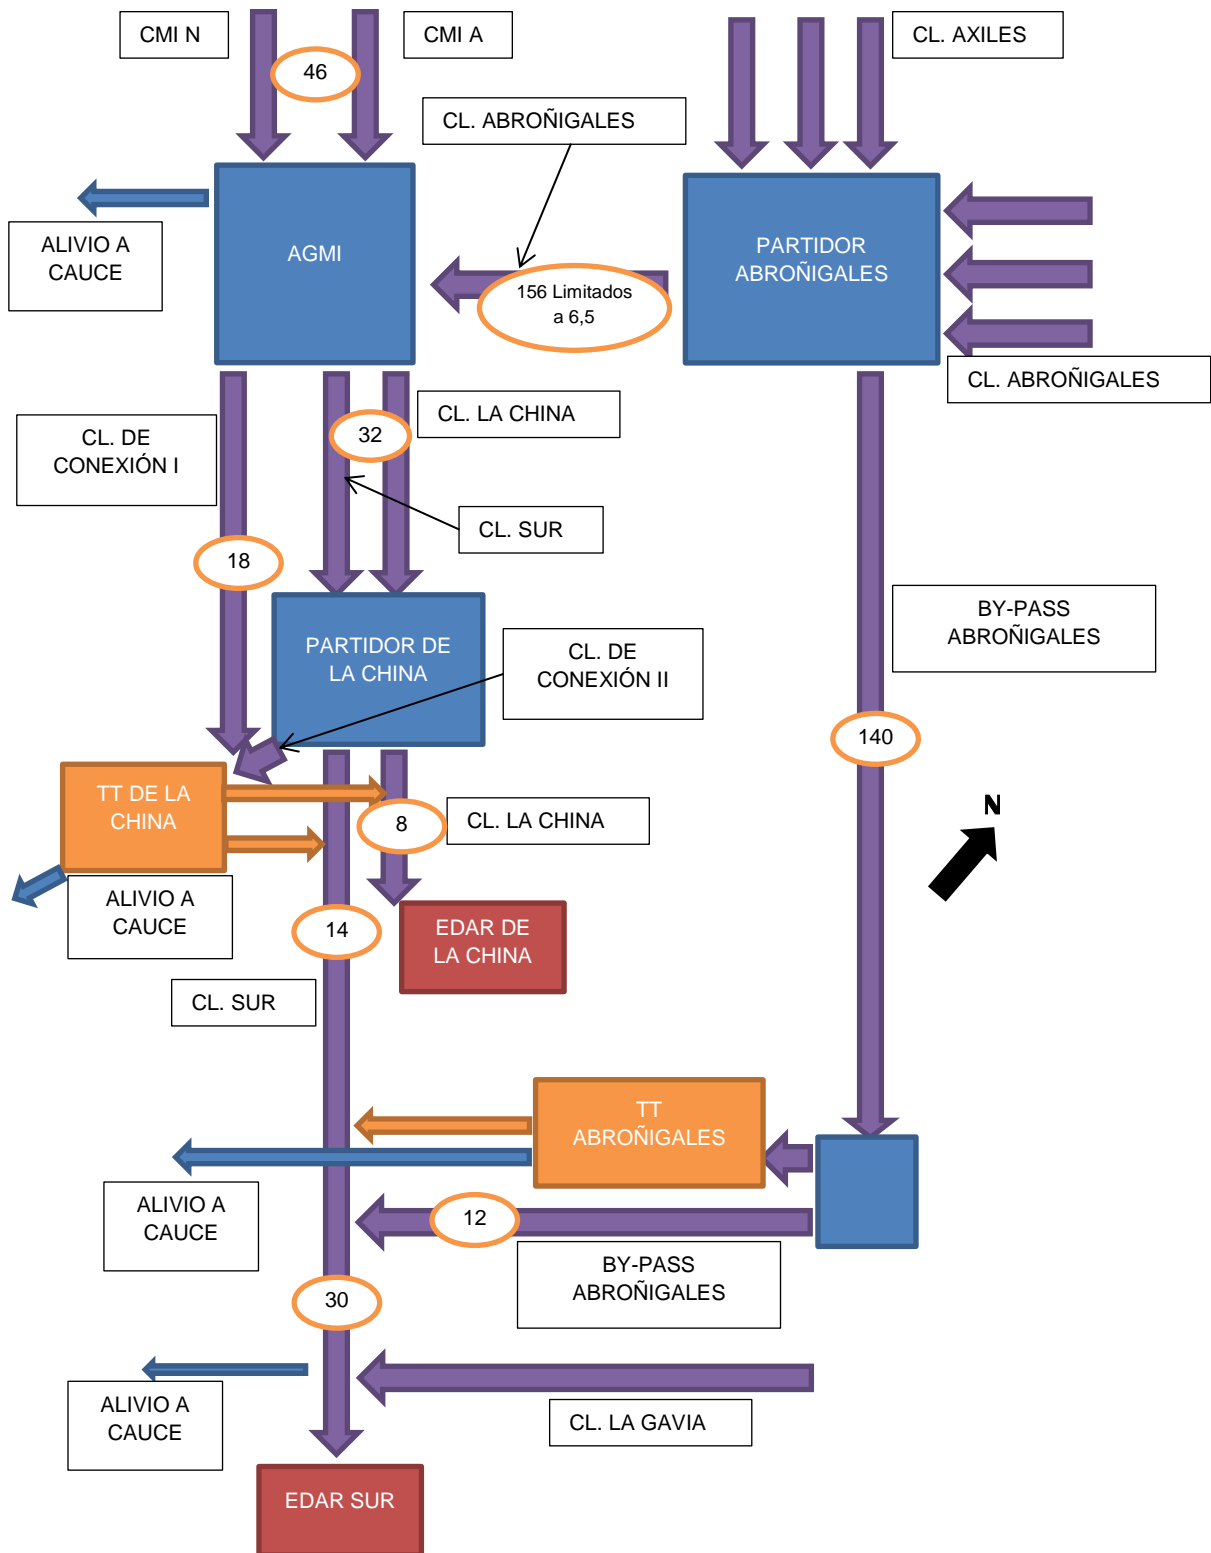 CMI N
46
CMI A
CL. AXILES
CL. ABROÑIGALES
ALIVIO A
CAUCE
AGMI
156 Limitados
a 6,5
PARTIDOR
ABROÑIGALES
CL. ABROÑIGALES
CL. DE
CONEXIÓN I
32
CL. LA CHINA
CL. SUR
18
PARTIDOR DE
LA CHINA
CL. DE
CONEXIÓN II
BY-PASS
ABROÑIGALES
140
TT DE LA
CHINA
8
CL. LA CHINA
N
ALIVIO A
CAUCE
14
EDAR DE
LA CHINA
CL. SUR
TT
ABROÑIGALES
ALIVIO A
CAUCE
12
BY-PASS
ABROÑIGALES
30
ALIVIO A
CAUCE
CL. LA GAVIA
EDAR SUR